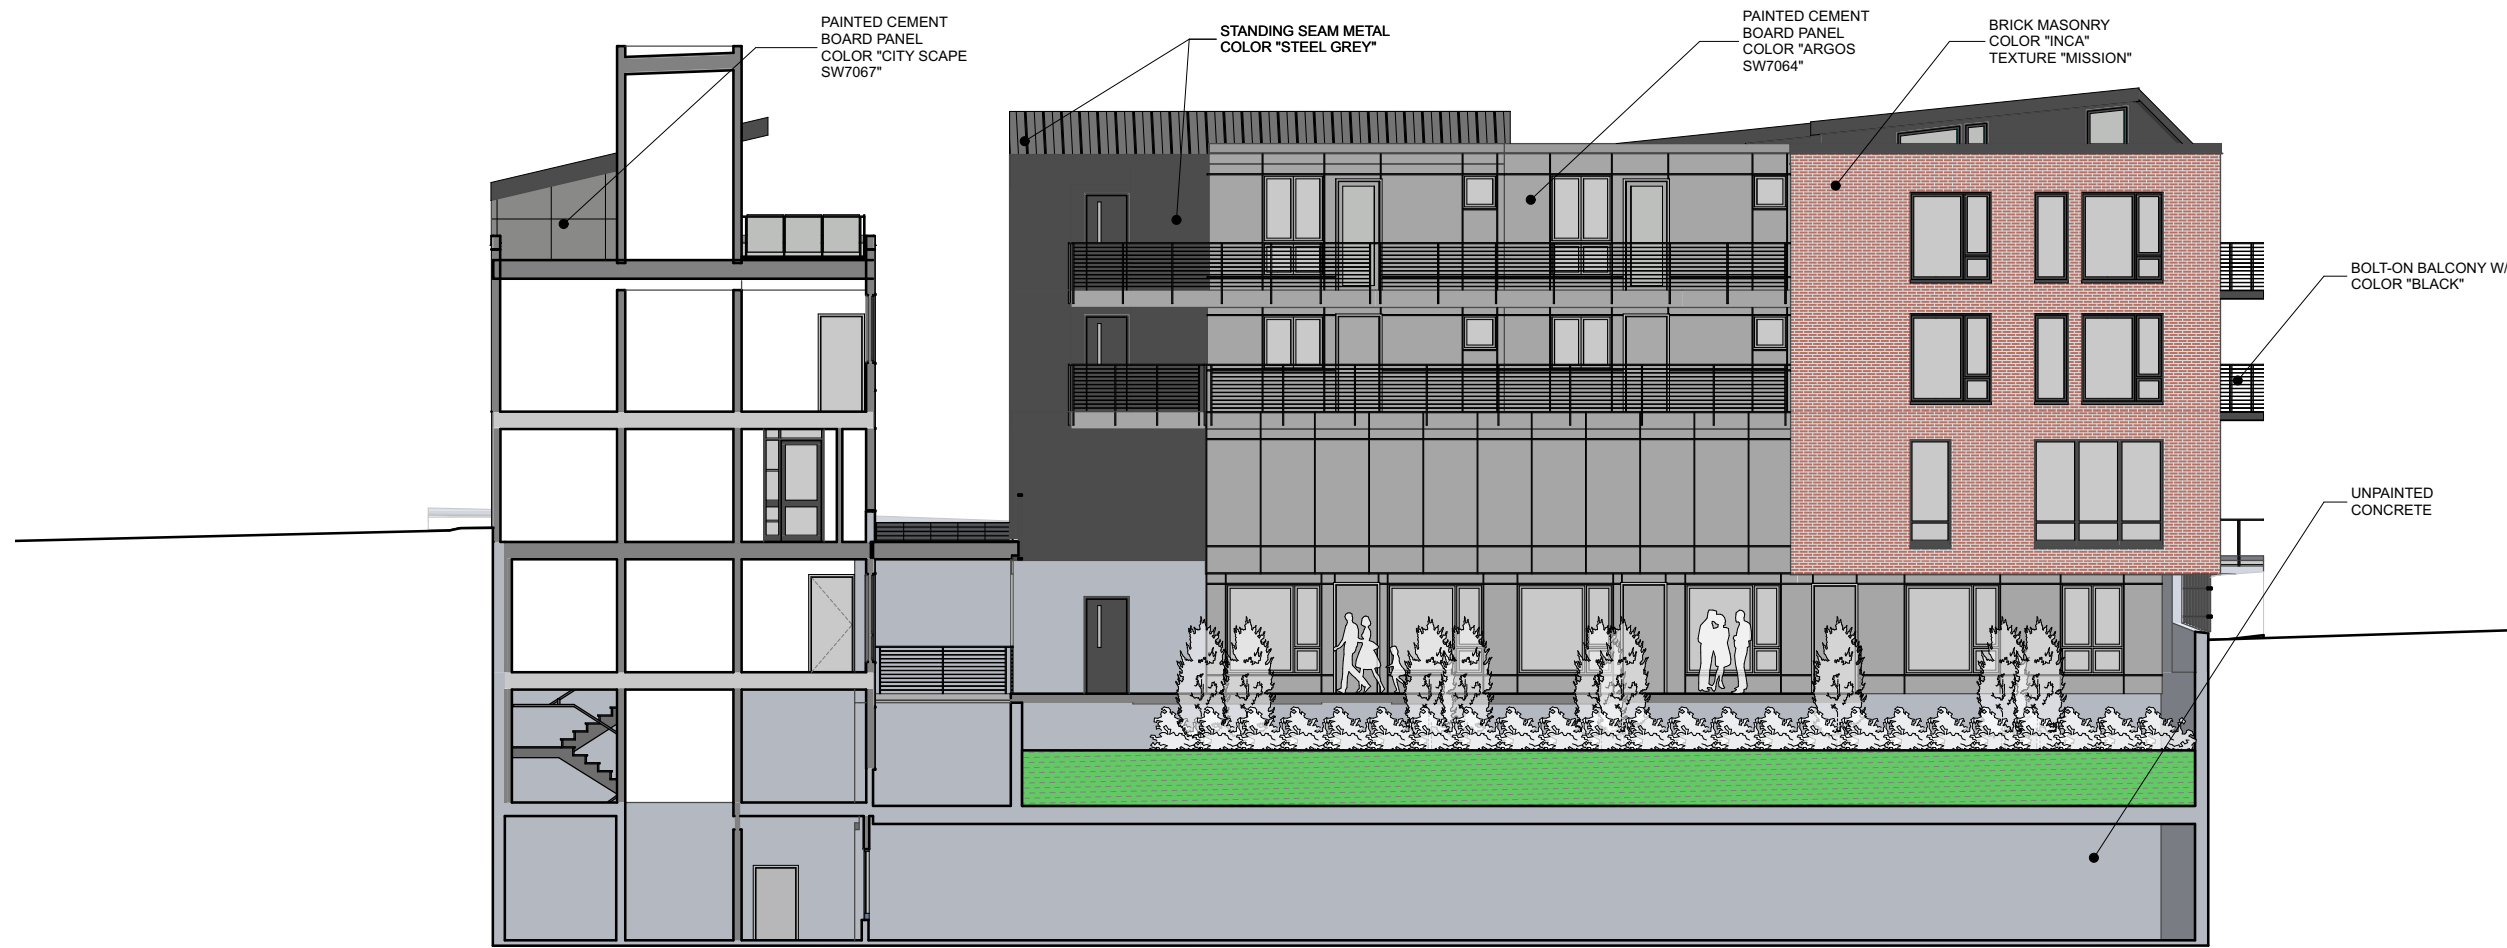 PAINTED CEMENT
BOARD PANEL
COLOR "CITY SCAPE
SW7067"
STANDING SEAM METAL
COLOR "STEEL GREY"
PAINTED CEMENT
BOARD PANEL
COLOR "ARGOS
SW7064"
BRICK MASONRY
COLOR "INCA"
TEXTURE "MISSION"
BOLT-ON BALCONY W/
COLOR "BLACK"
UNPAINTED
CONCRETE